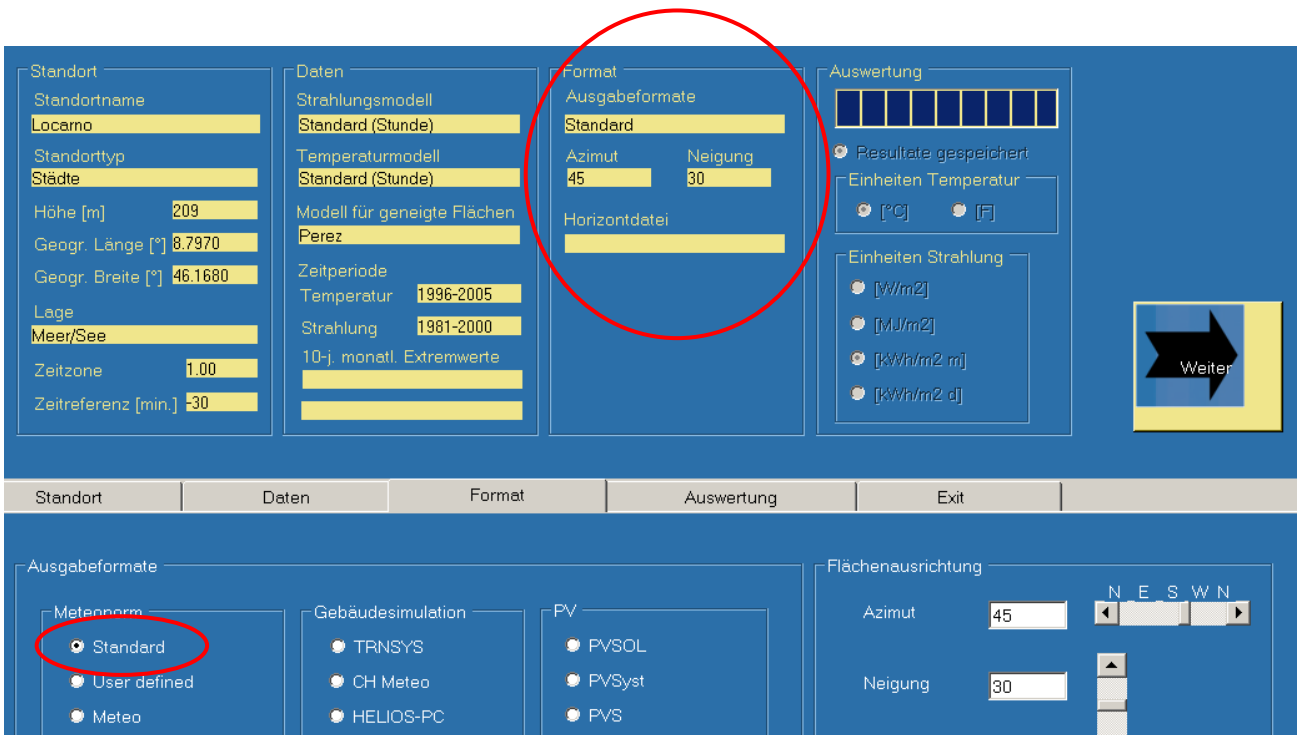 Standort
Standortname
Locarno
Standorttyp
Städte
Höhe [m] 209
Geogr. Länge [°] 8.7970
Geogr. Breite [°] 46.1680
Lage
Meer/See
Zeitzone 1.00
Zeitreferenz [min.] -30
Daten
Strahlungsmodell
Standard (Stunde)
Temperaturmodell
Standard (Stunde)
Modell für geneigte Flächen
Perez
Zeitperiode
Temperatur 1996-2005
Strahlung 1981-2000
10-j. monatl. Extremwerte
Format
Ausgabeformate
Standard
Azimut Neigung
45 30
Horizontdatei
Auswertung
Resultate gespeichert
Einheiten Temperatur
[°C] [F]
Einheiten Strahlung
[W/m2]
[MJ/m2]
[kWh/m2 m]
[kWh/m2 d]
Weiter
Standort Daten Format Auswertung Exit
Ausgabeformate
Meteonorm
Standard
User defined
Meteo
Gebäudesimulation
TRNSYS
CH Meteo
HELIOS-PC
PV
PVSOL
PVSyst
PVS
Flächenausrichtung
N E S W N
Azimut 45
Neigung 30